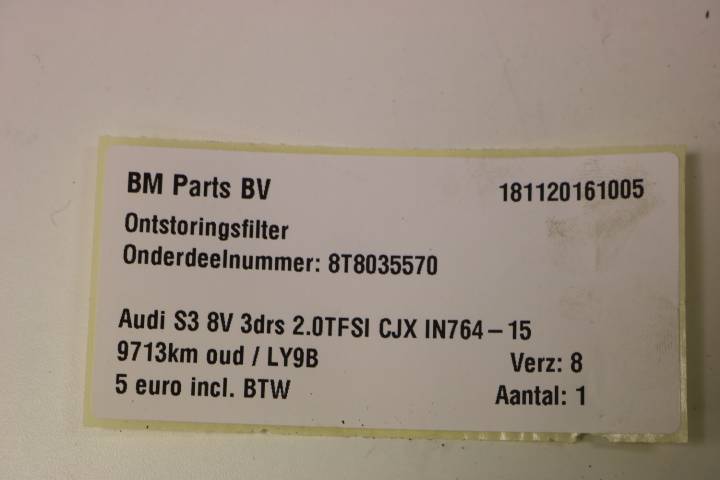 BM Parts BV 181120161005
Ontstoringsfilter
Onderdeelnummer: 8T8035570
Audi S3 8V 3drs 2.0TFSI CJX IN764-15
9713km oud / LY9B Verz: 8
5 euro incl. BTW Aantal: 1